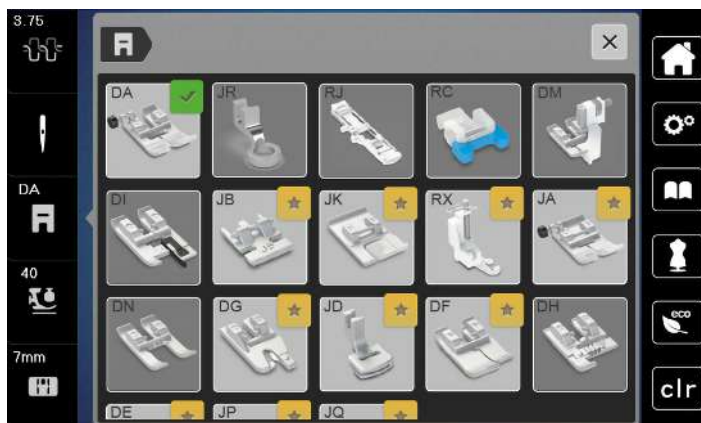 3.75
DA
40
7mm
DA JR RJ RC DM
DI JB JK RX JA
DN DG JD DF DH
DE JP JQ
eco
clr